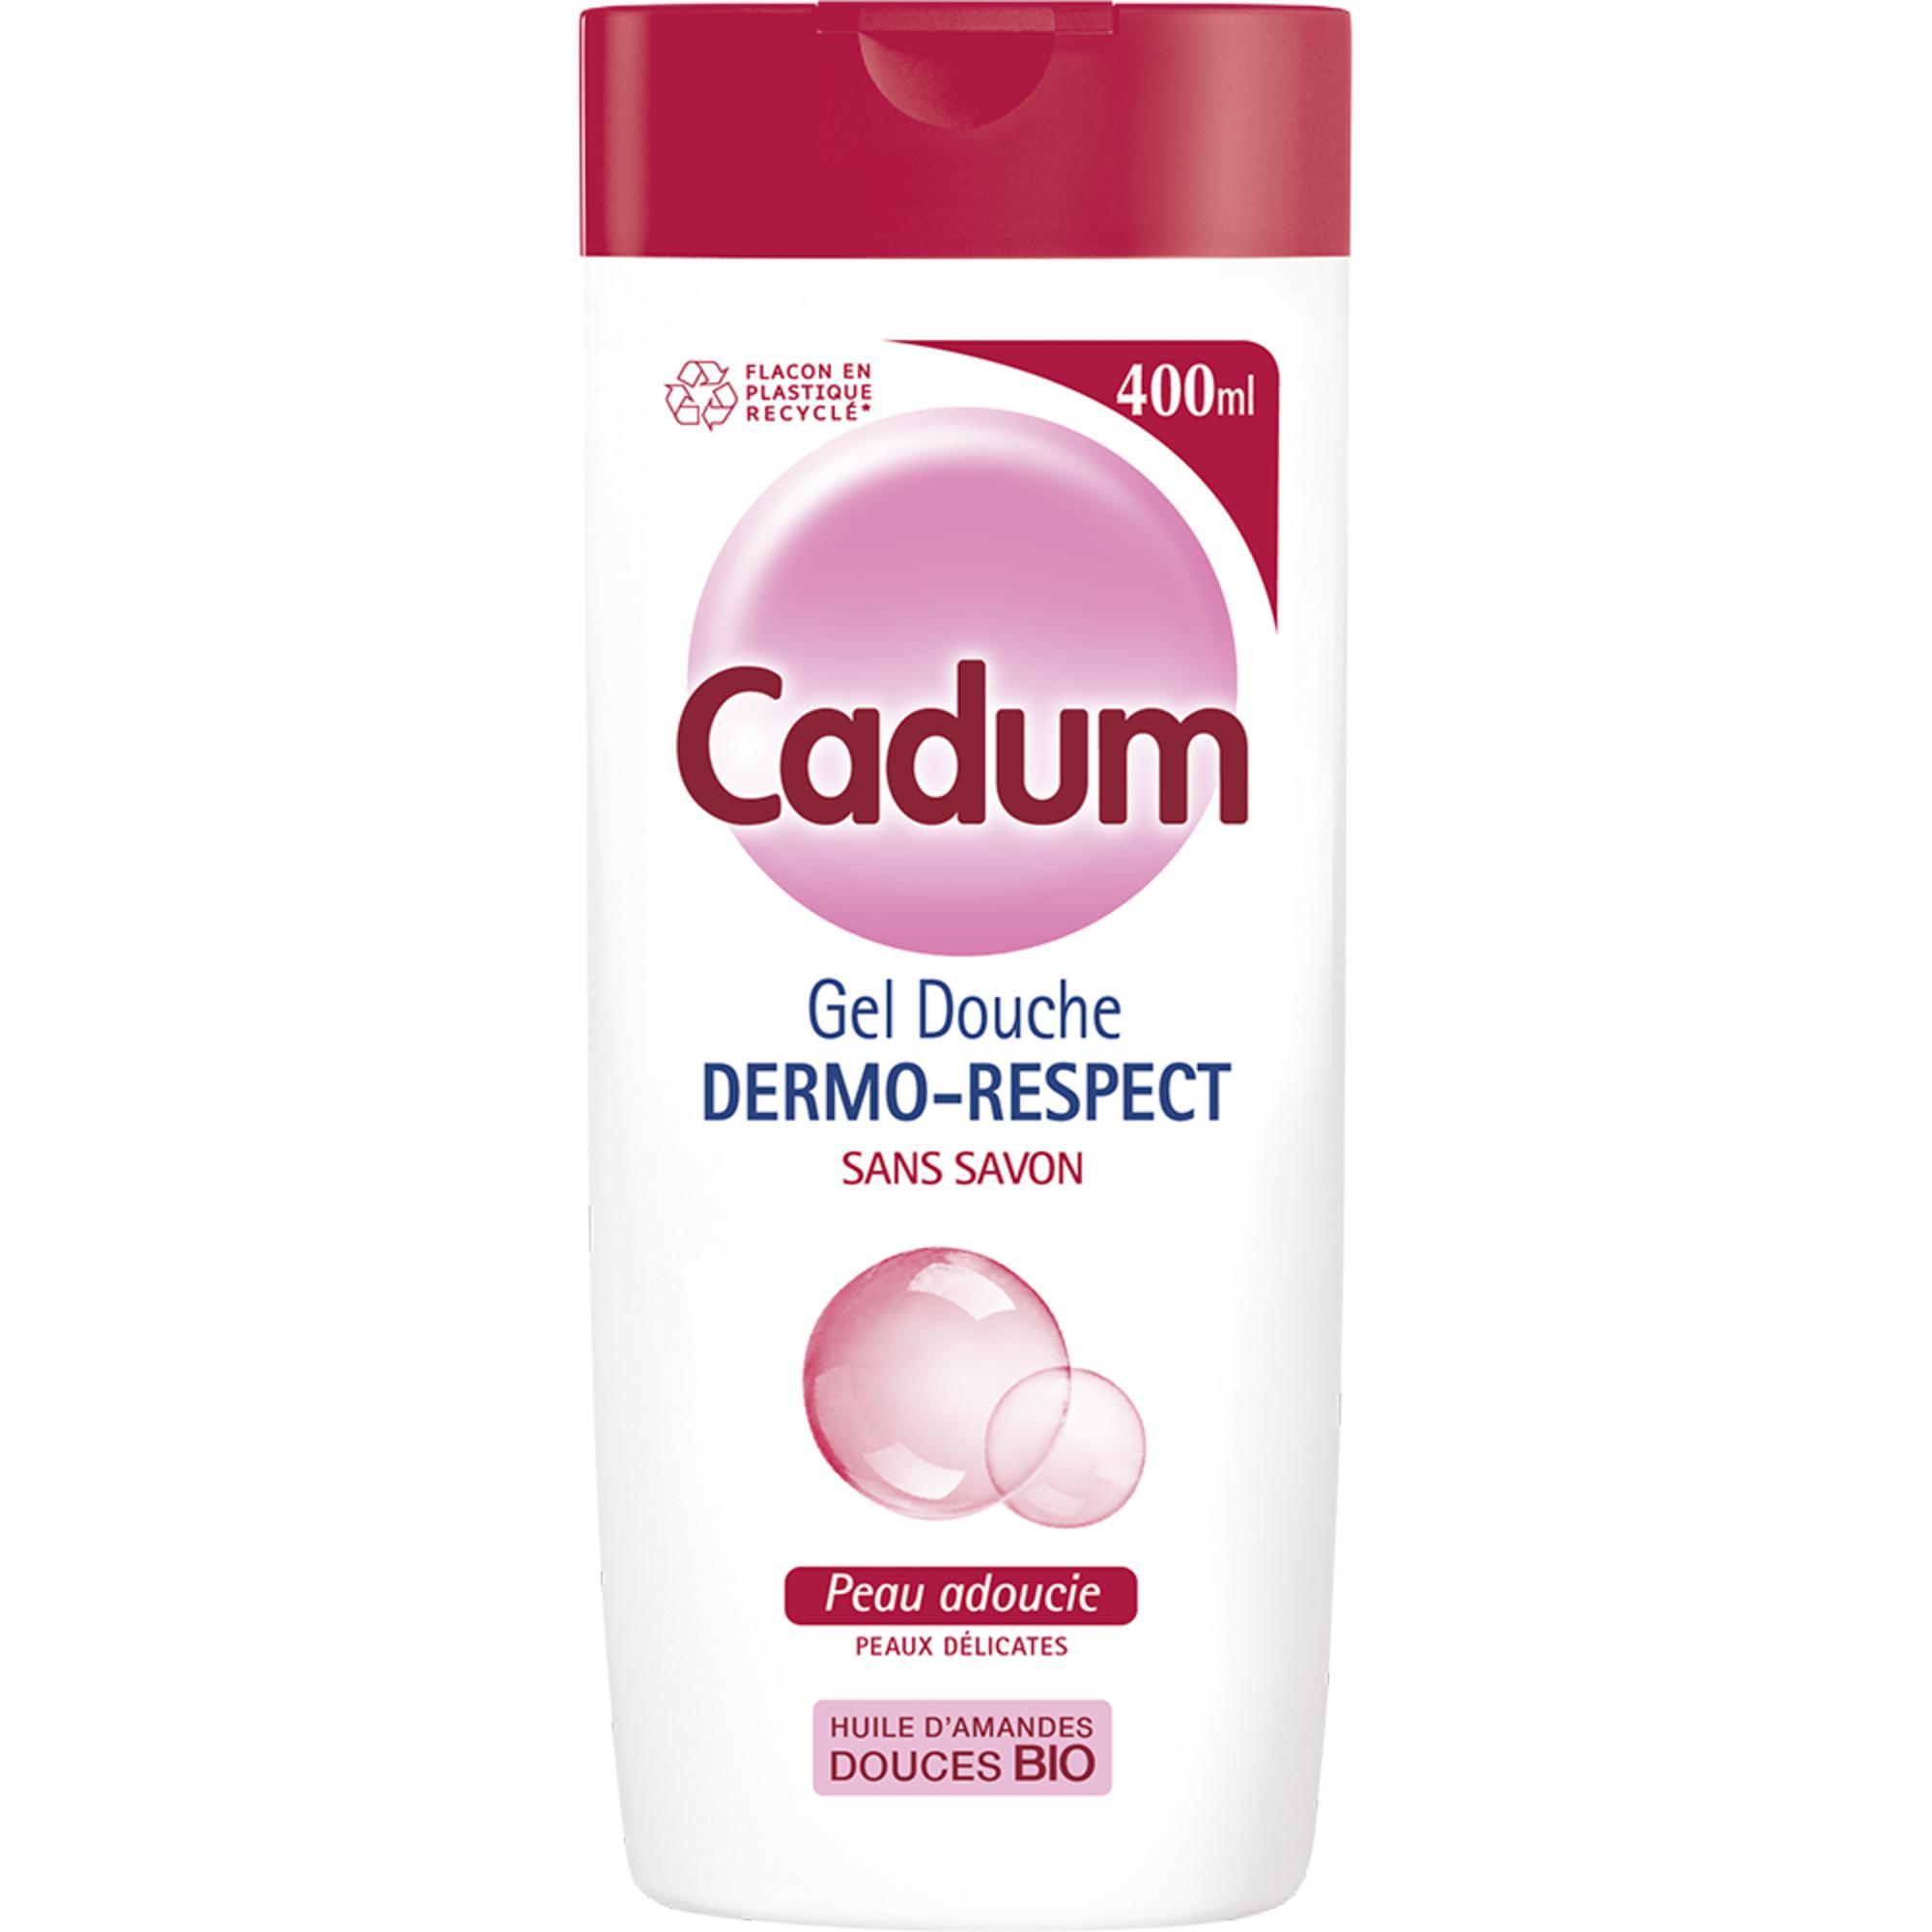 FLACON EN
PLASTIQUE
RECYCLÉ*
400ml
Cadum
Gel Douche
DERMO-RESPECT
SANS SAVON
Peau adoucie
PEAUX DÉLICATES
HUILE D'AMANDES
DOUCES BIO